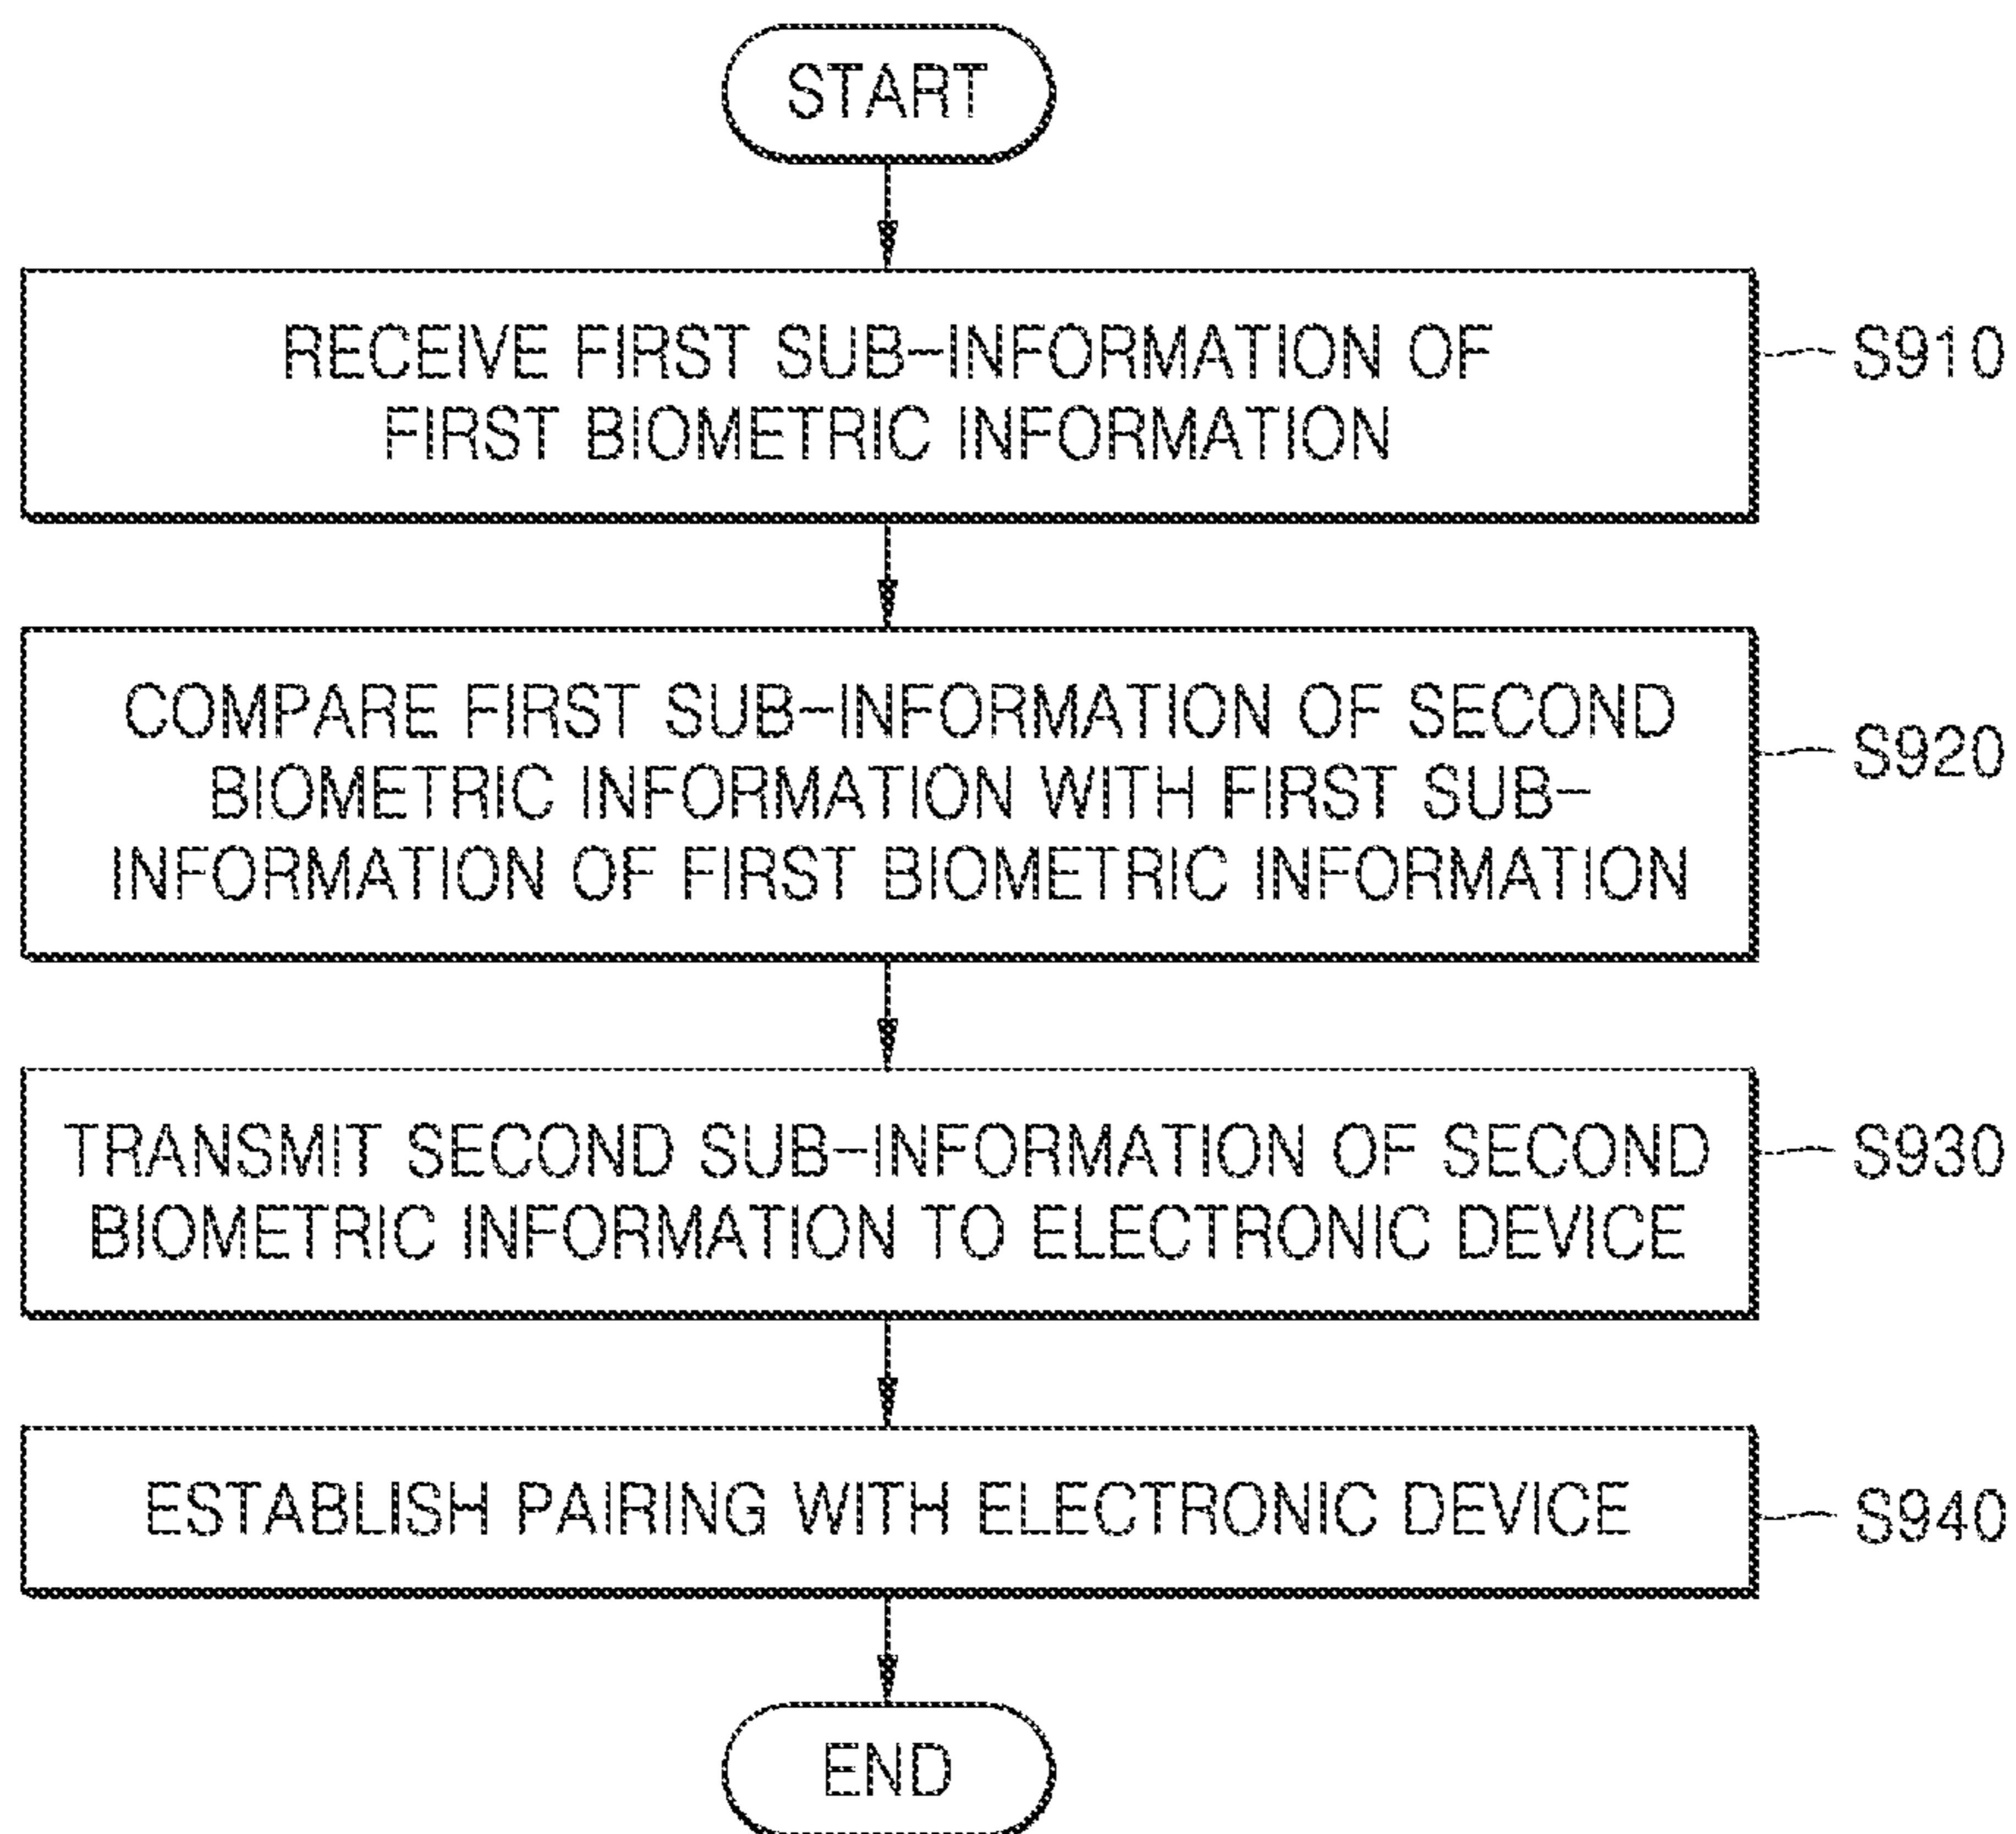 START
RECEIVE FIRST SUB-INFORMATION OF
FIRST BIOMETRIC INFORMATION
S910
COMPARE FIRST SUB-INFORMATION OF SECOND
BIOMETRIC INFORMATION WITH FIRST SUB-
INFORMATION OF FIRST BIOMETRIC INFORMATION
S920
TRANSMIT SECOND SUB-INFORMATION OF SECOND
BIOMETRIC INFORMATION TO ELECTRONIC DEVICE
S930
ESTABLISH PAIRING WITH ELECTRONIC DEVICE
S940
END